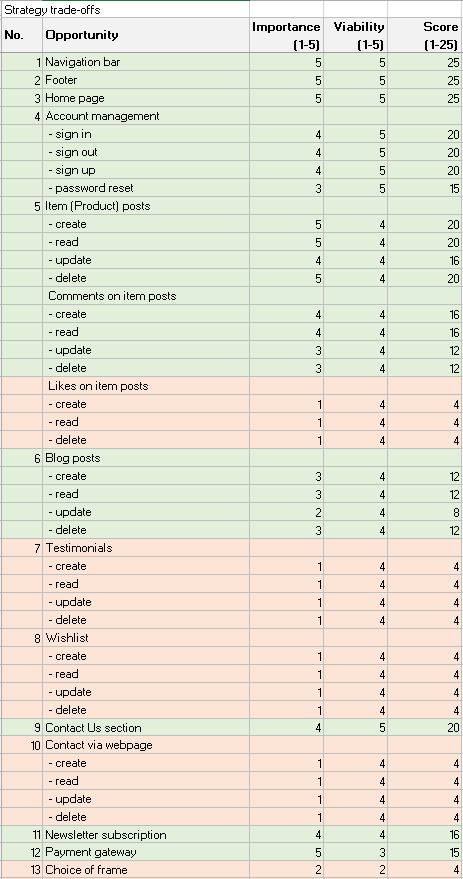 Strategy trade-offs
No. Opportunity Importance (1-5) Viability (1-5) Score (1-25)
1 Navigation bar 5 5 25
2 Footer 5 5 25
3 Home page 5 5 25
4 Account management
- sign in 4 5 20
- sign out 4 5 20
- sign up 4 5 20
- password reset 3 5 15
5 Item (Product) posts
- create 5 4 20
- read 5 4 20
- update 4 4 16
- delete 5 4 20
Comments on item posts
- create 4 4 16
- read 4 4 16
- update 3 4 12
- delete 3 4 12
Likes on item posts
- create 1 4 4
- read 1 4 4
- delete 1 4 4
6 Blog posts
- create 3 4 12
- read 3 4 12
- update 2 4 8
- delete 3 4 12
7 Testimonials
- create 1 4 4
- read 1 4 4
- update 1 4 4
- delete 1 4 4
8 Wishlist
- create 1 4 4
- read 1 4 4
- update 1 4 4
- delete 1 4 4
9 Contact Us section 4 5 20
10 Contact via webpage
- create 1 4 4
- read 1 4 4
- update 1 4 4
- delete 1 4 4
11 Newsletter subscription 4 4 16
12 Payment gateway 5 3 15
13 Choice of frame 2 2 4